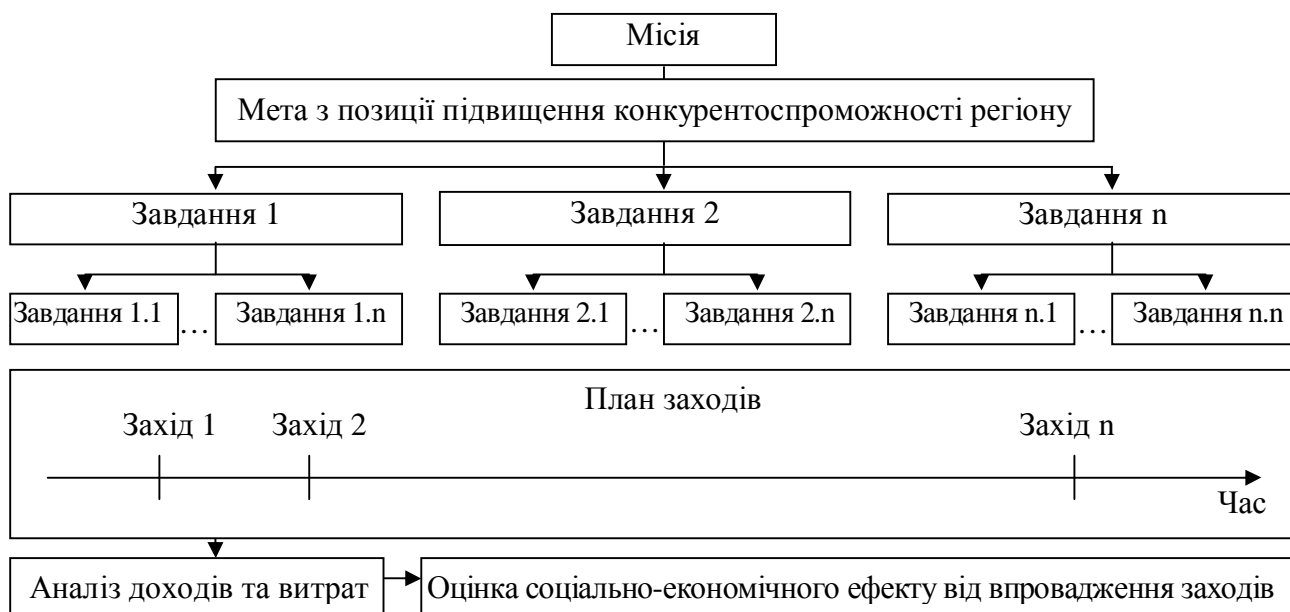 Місія
Мета з позиції підвищення конкурентоспроможності регіону
Завдання 1
Завдання 2
Завдання n
Завдання 1.1
...
Завдання 1.n
Завдання 2.1
...
Завдання 2.n
Завдання n.1
...
Завдання n.n
План заходів
Захід 1
Захід 2
Захід n
Час
Аналіз доходів та витрат
Оцінка соціально-економічного ефекту від впровадження заходів